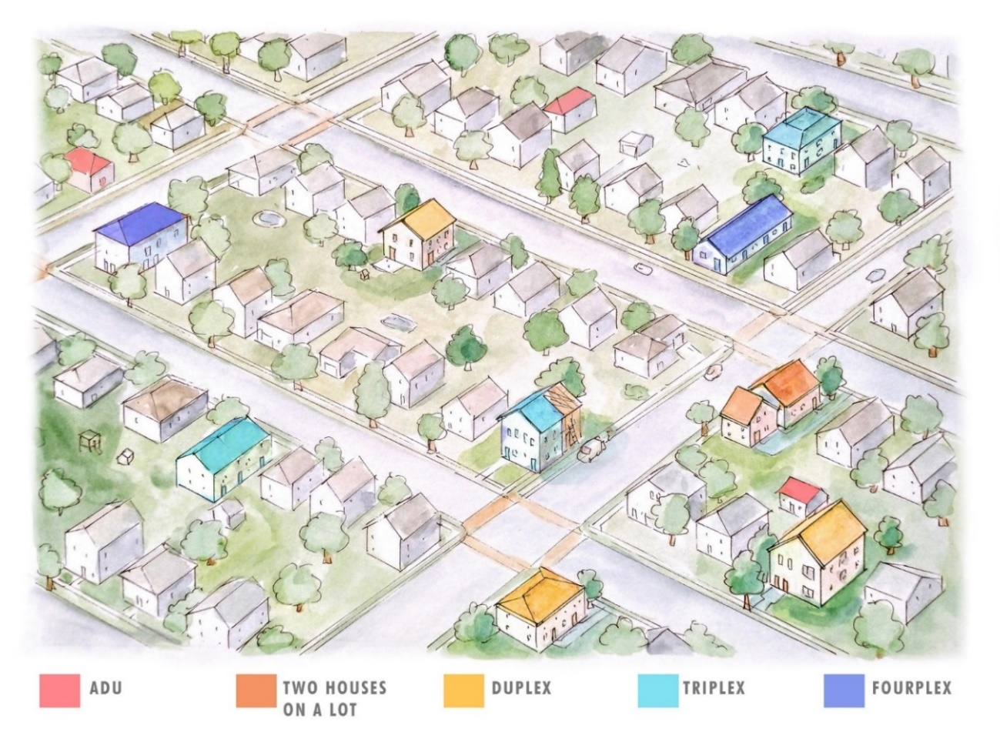 ADU
TWO HOUSES
ON A LOT
DUPLEX
TRIPLEX
FOURPLEX